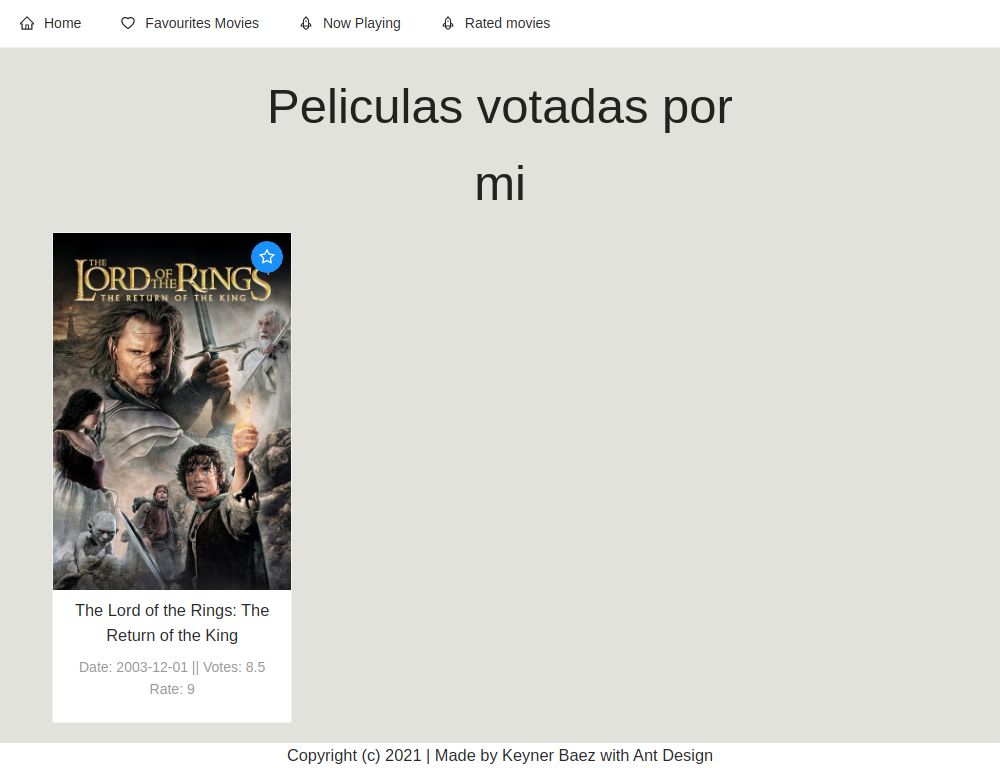 Home Favourites Movies Now Playing Rated movies
Peliculas votadas por
mi
THE
LORD OF THE RINGS
THE RETURN OF THE KING
The Lord of the Rings: The
Return of the King
Date: 2003-12-01 || Votes: 8.5
Rate: 9
Copyright (c) 2021 | Made by Keyner Baez with Ant Design